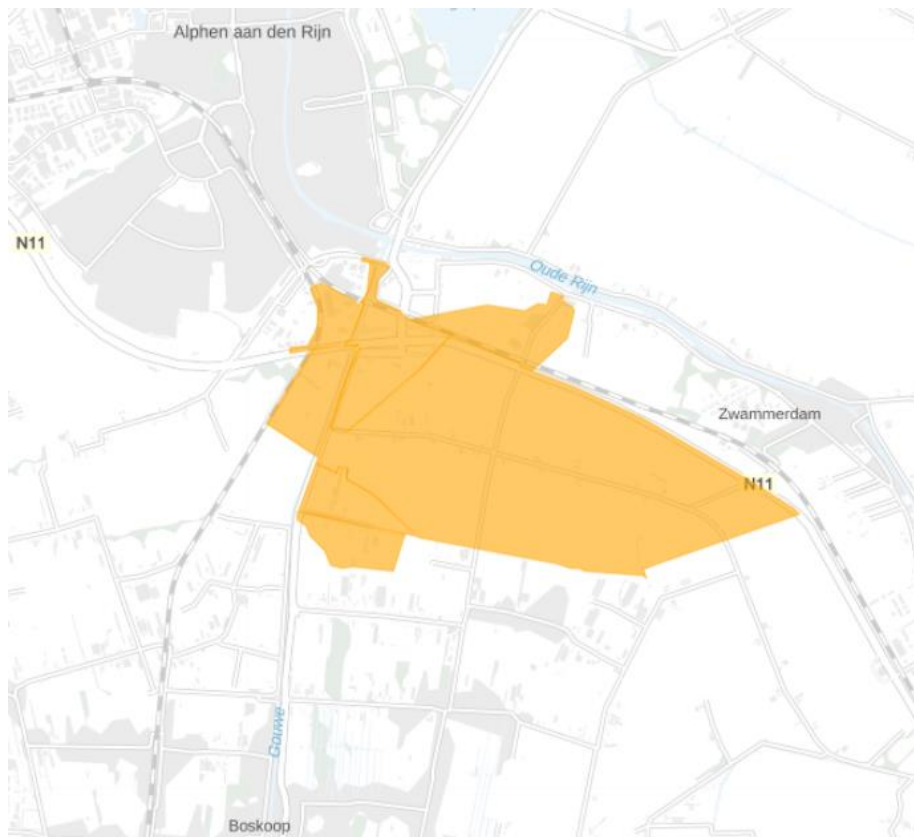 Alphen aan den Rijn
N11
Oude Rijn
Zwammerdam
N11
Gouwe
Boskoop